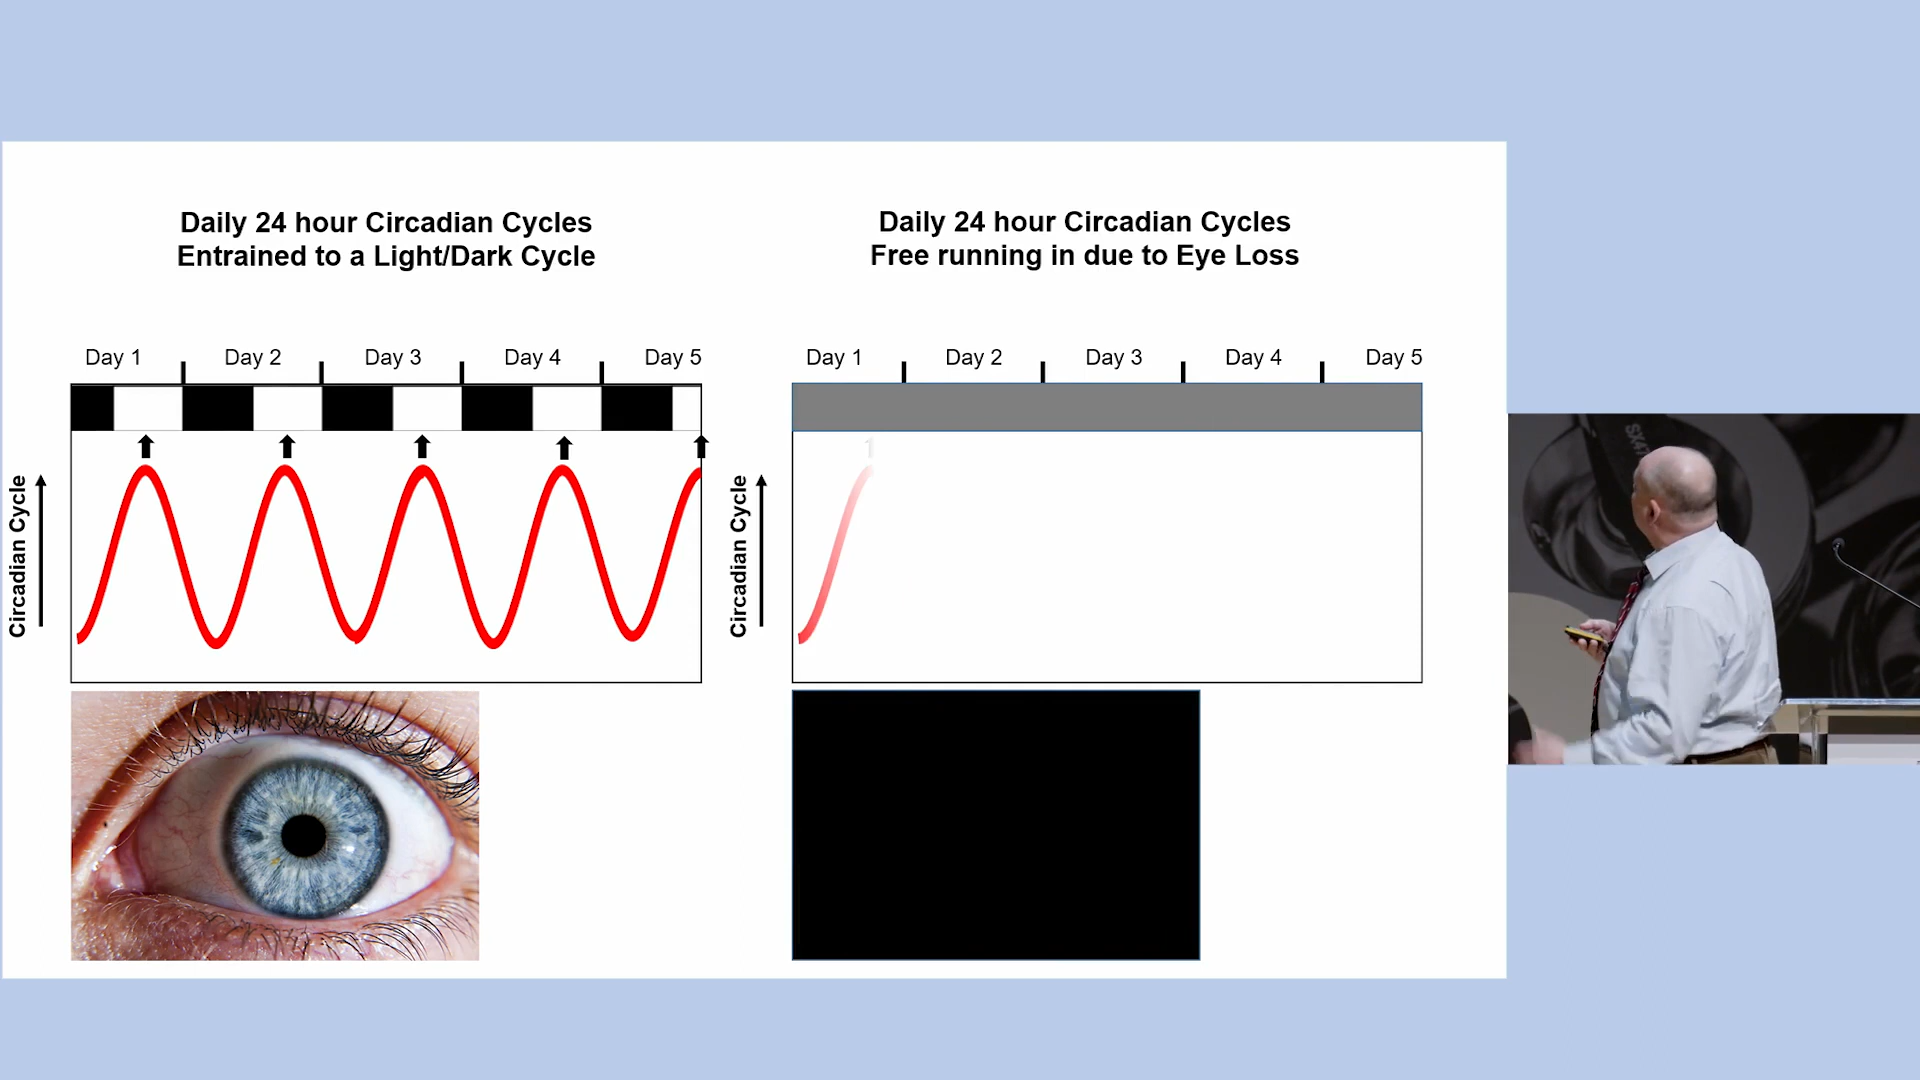 Daily 24 hour Circadian Cycles
Entrained to a Light/Dark Cycle
Day 1
Day 2
Day 3
Day 4
Day 5
Circadian Cycle
Daily 24 hour Circadian Cycles
Free running in due to Eye Loss
Day 1
Day 2
Day 3
Day 4
Day 5
Circadian Cycle